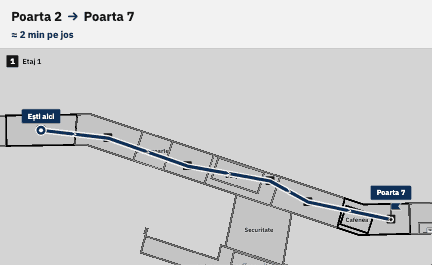 Poarta 2 → Poarta 7
≈ 2 min pe jos
1 Etaj 1
Ești aici
Poarta 7
Cafenea
Securitate